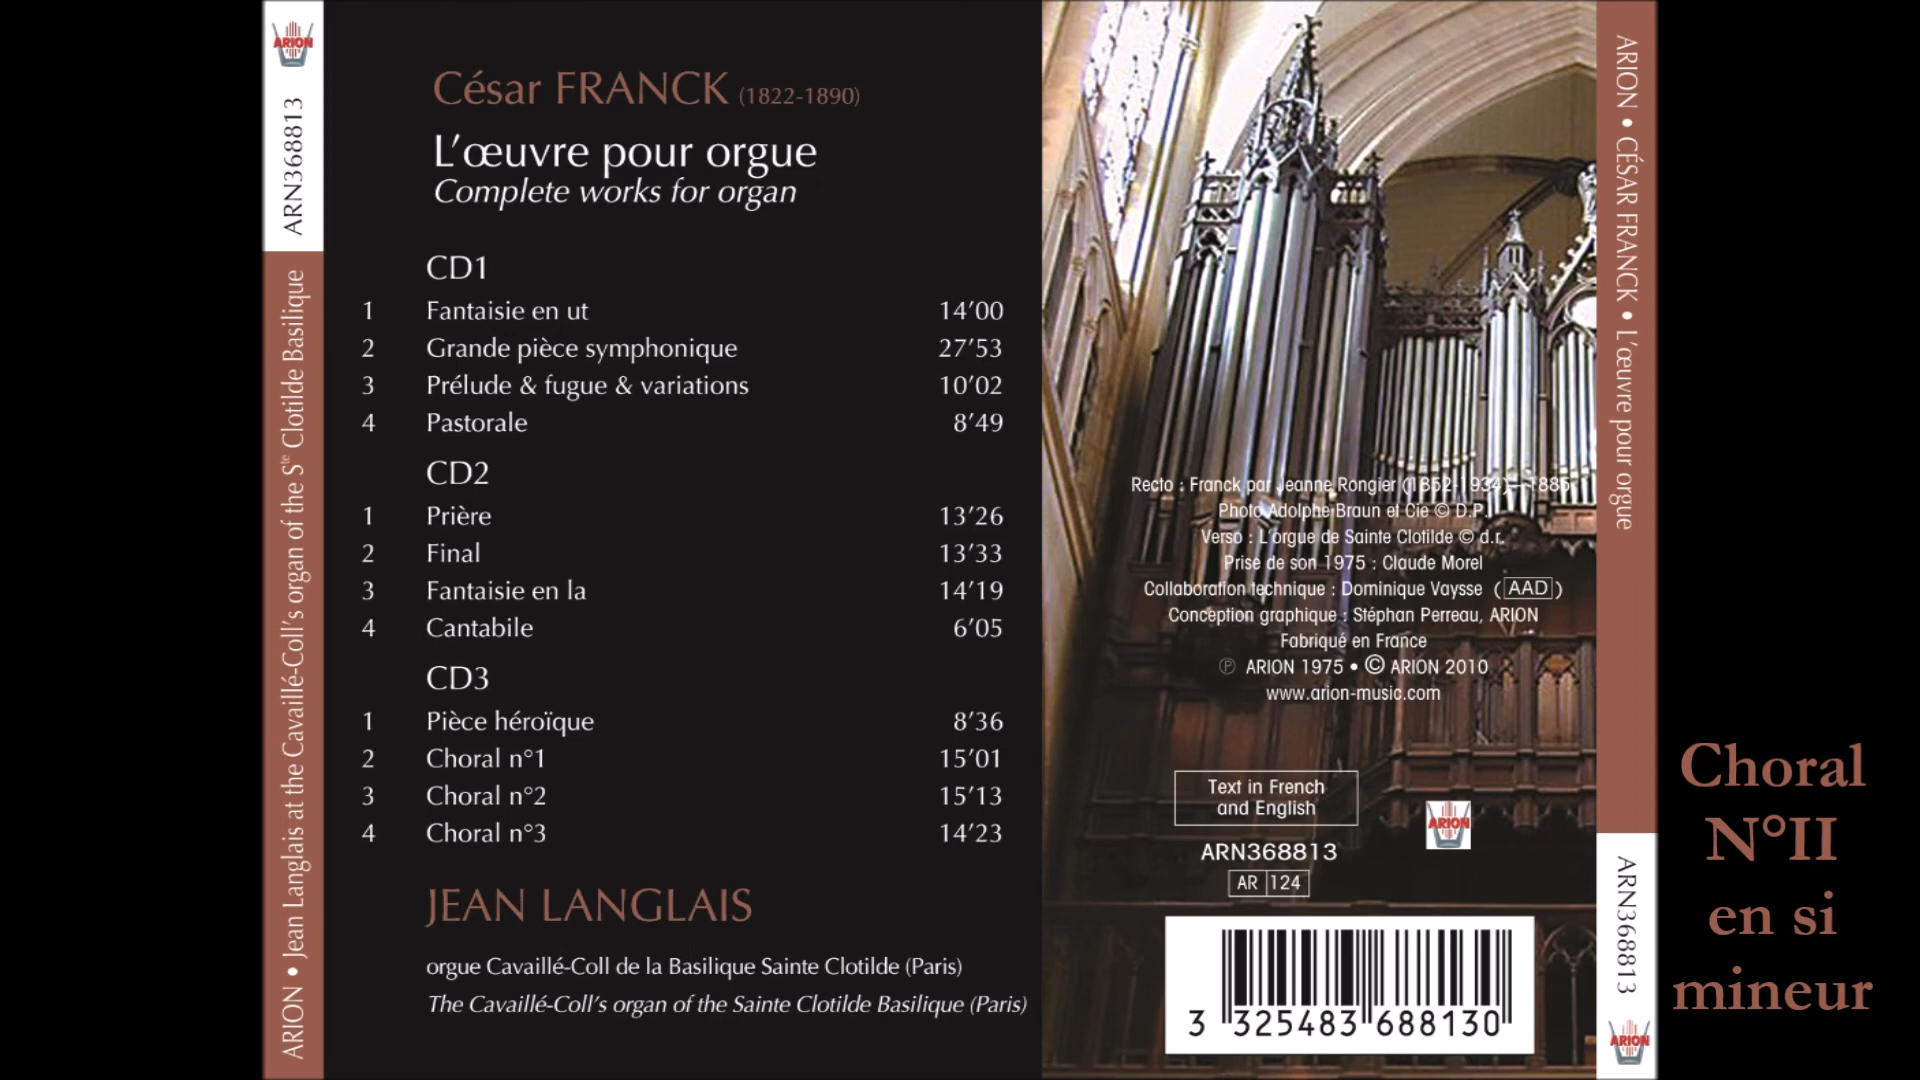 ARION
ARN368813
ARION • Jean Langlais at the Cavaillé-Coll's organ of the Ste Clotilde Basilique
César FRANCK (1822-1890)
L'œuvre pour orgue
Complete works for organ
CD1
1 Fantaisie en ut 14'00
2 Grande pièce symphonique 27'53
3 Prélude & fugue & variations 10'02
4 Pastorale 8'49
CD2
1 Prière 13'26
2 Final 13'33
3 Fantaisie en la 14'19
4 Cantabile 6'05
CD3
1 Pièce héroïque 8'36
2 Choral n°1 15'01
3 Choral n°2 15'13
4 Choral n°3 14'23
JEAN LANGLAIS
orgue Cavaillé-Coll de la Basilique Sainte Clotilde (Paris)
The Cavaillé-Coll's organ of the Sainte Clotilde Basilique (Paris)
Recto : Franck par Jeanne Rongier (1852-1934) - 1885
Photo Adolphe Braun et Cie © D.P.
Verso : L'orgue de Sainte Clotilde © d.r.
Prise de son 1975 : Claude Morel
Collaboration technique : Dominique Vaysse (AAD)
Conception graphique : Stéphan Perreau, ARION
Fabriqué en France
℗ ARION 1975 • © ARION 2010
www.arion-music.com
Text in French
and English
ARION
ARN368813
AR 124
3 325483 688130
ARION • CÉSAR FRANCK • L'œuvre pour orgue
ARN368813
ARION
Choral
N°II
en si
mineur